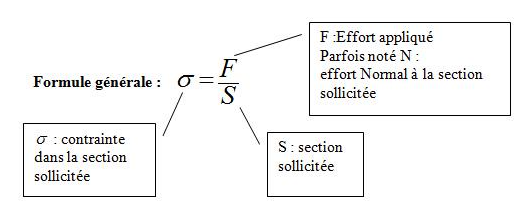 F :Effort appliqué
Parfois noté N :
effort Normal à la section
sollicitée
Formule générale : σ = F/S
σ : contrainte
dans la section
sollicitée
S : section
sollicitée